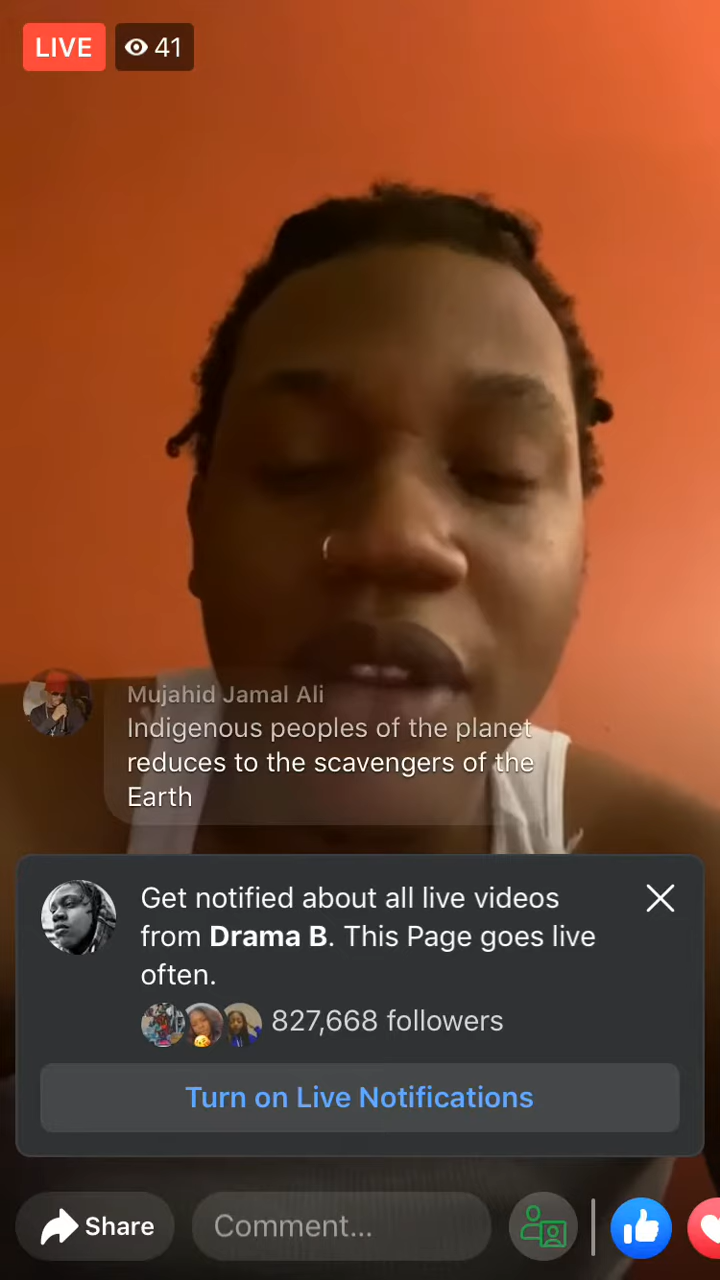 LIVE
41
Mujahid Jamal Ali
Indigenous peoples of the planet
reduces to the scavengers of the
Earth
Get notified about all live videos
from Drama B. This Page goes live
often.
827,668 followers
Turn on Live Notifications
Share
Comment...